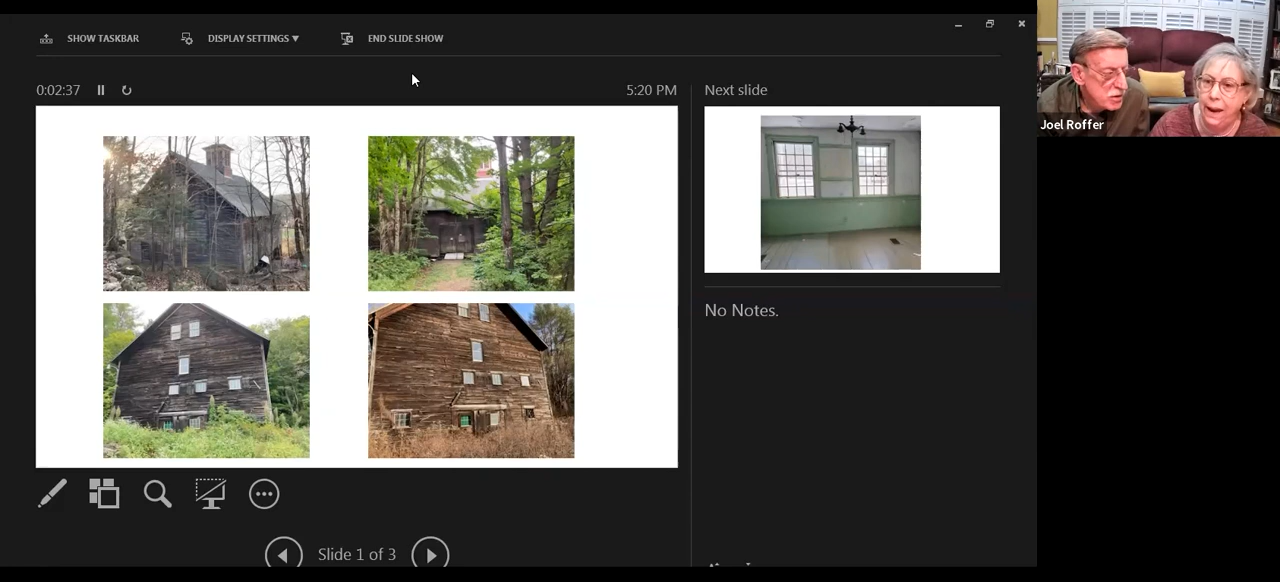 SHOW TASKBAR
DISPLAY SETTINGS ▼
END SLIDE SHOW
0:02:37
5:20 PM
Next slide
No Notes.
Slide 1 of 3
Joel Roffer